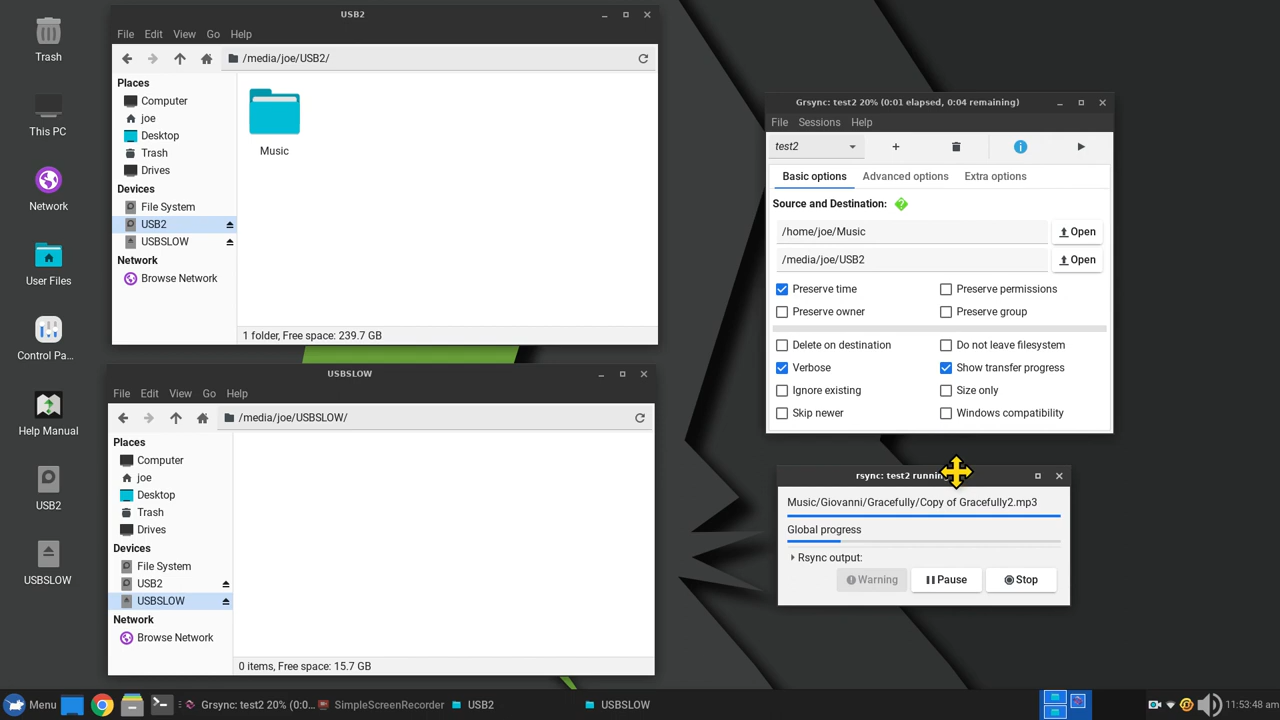 Trash
This PC
Network
User Files
Control Pa...
Help Manual
USB2
USBSLOW
USB2
File Edit View Go Help
/media/joe/USB2/
Places
Computer
joe
Desktop
Trash
Drives
Devices
File System
USB2
USBSLOW
Network
Browse Network
Music
1 folder, Free space: 239.7 GB
USBSLOW
File Edit View Go Help
/media/joe/USBSLOW/
Places
Computer
joe
Desktop
Trash
Drives
Devices
File System
USB2
USBSLOW
Network
Browse Network
0 items, Free space: 15.7 GB
Grsync: test2 20% (0:01 elapsed, 0:04 remaining)
File Sessions Help
test2
Basic options Advanced options Extra options
Source and Destination:
/home/joe/Music Open
/media/joe/USB2 Open
Preserve time Preserve permissions
Preserve owner Preserve group
Delete on destination Do not leave filesystem
Verbose Show transfer progress
Ignore existing Size only
Skip newer Windows compatibility
rsync: test2
Music/Giovanni/Gracefully/Copy of Gracefully2.mp3
Global progress
Rsync output:
Warning Pause Stop
Menu Grsync: test2 20% (0:0... SimpleScreenRecorder USB2 USBSLOW 11:53:48 am